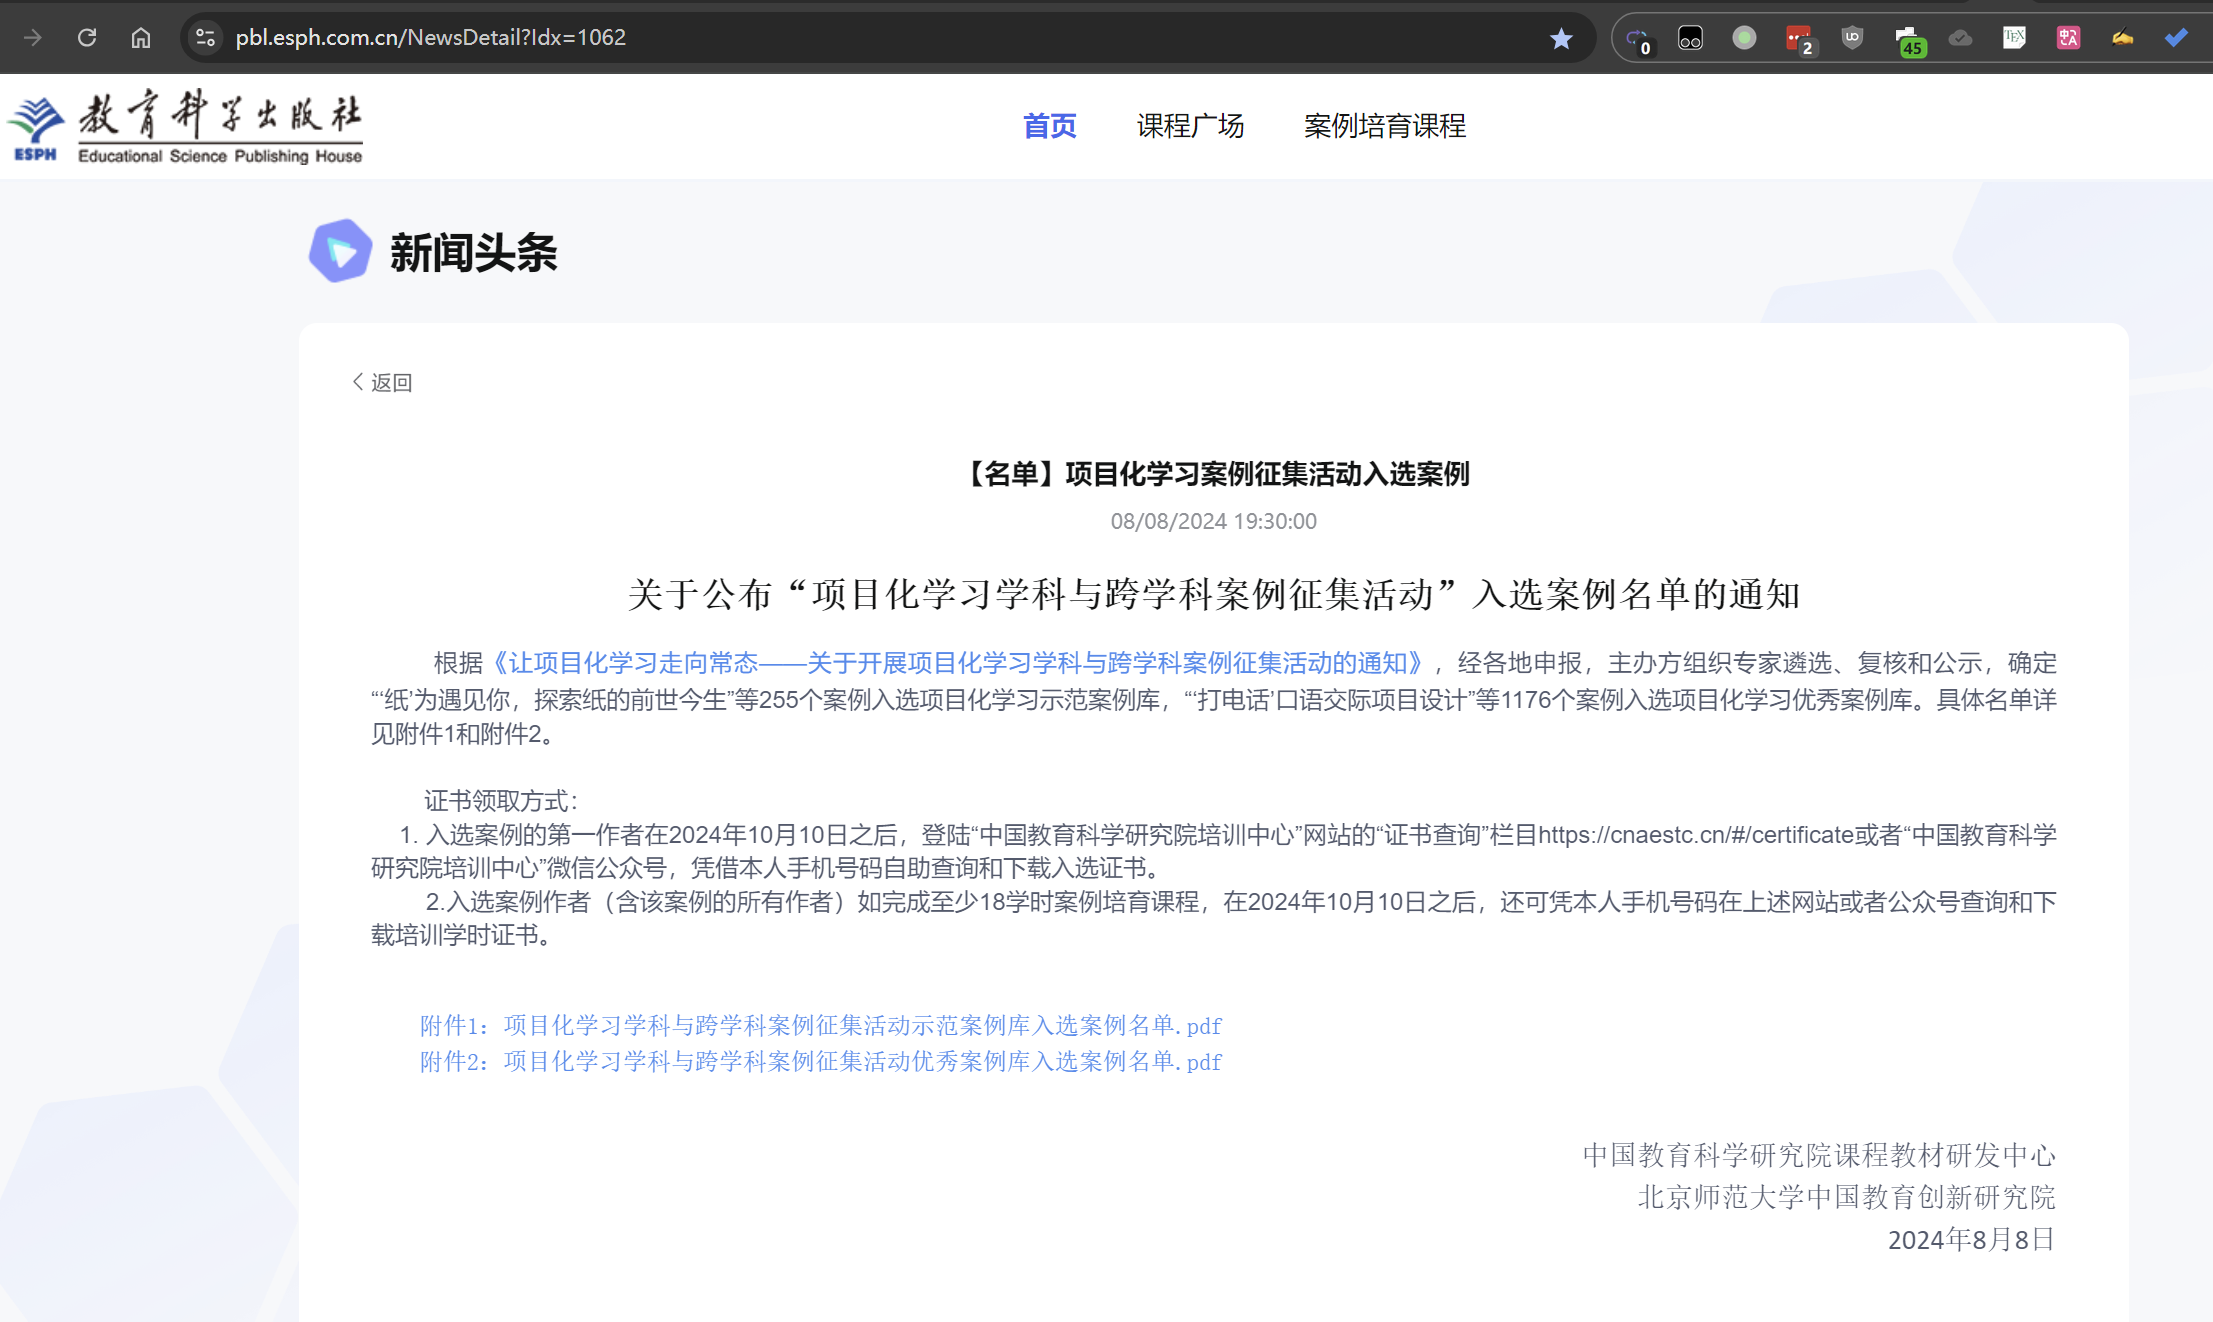 pbl.esph.com.cn/NewsDetail?Idx=1062
0
2
45
教育科学出版社
ESPH
Educational Science Publishing House
首页
课程广场
案例培育课程
新闻头条
返回
【名单】项目化学习案例征集活动入选案例
08/08/2024 19:30:00
关于公布“项目化学习学科与跨学科案例征集活动”入选案例名单的通知
根据《让项目化学习走向常态——关于开展项目化学习学科与跨学科案例征集活动的通知》，经各地申报，主办方组织专家遴选、复核和公示，确定
“‘纸’为遇见你，探索纸的前世今生”等255个案例入选项目化学习示范案例库，“‘打电话’口语交际项目设计”等1176个案例入选项目化学习优秀案例库。具体名单详
见附件1和附件2。
证书领取方式：
1. 入选案例的第一作者在2024年10月10日之后，登陆“中国教育科学研究院培训中心”网站的“证书查询”栏目https://cnaestc.cn/#/certificate或者“中国教育科学
研究院培训中心”微信公众号，凭借本人手机号码自助查询和下载入选证书。
2.入选案例作者（含该案例的所有作者）如完成至少18学时案例培育课程，在2024年10月10日之后，还可凭本人手机号码在上述网站或者公众号查询和下
载培训学时证书。
附件1：项目化学习学科与跨学科案例征集活动示范案例库入选案例名单.pdf
附件2：项目化学习学科与跨学科案例征集活动优秀案例库入选案例名单.pdf
中国教育科学研究院课程教材研发中心
北京师范大学中国教育创新研究院
2024年8月8日